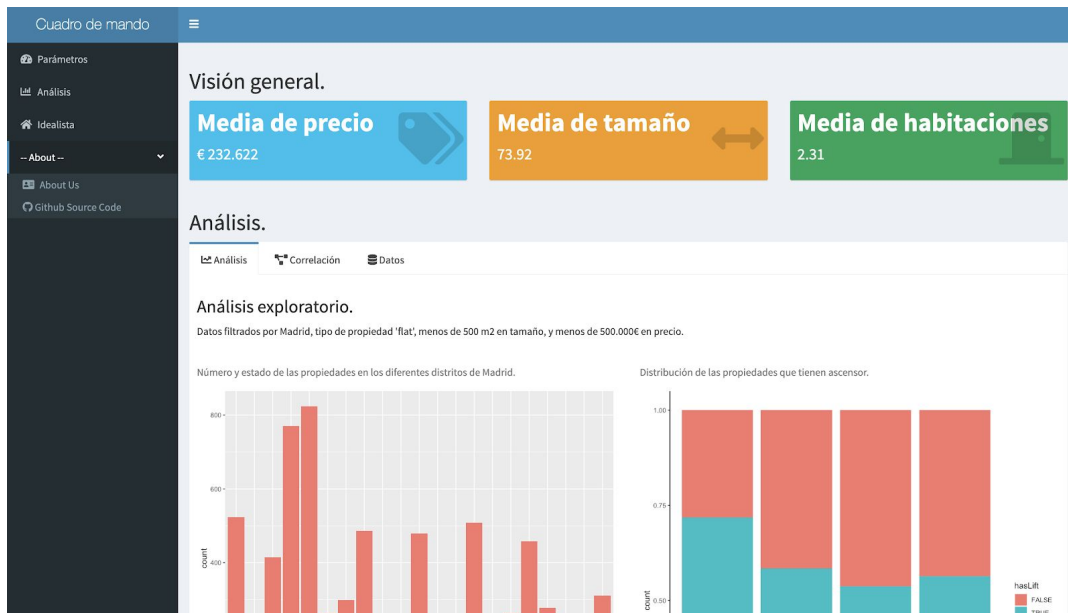 Cuadro de mando
Parámetros
Análisis
Idealista
-- About --
About Us
Github Source Code
Visión general.
Media de precio
€ 232.622
Media de tamaño
73.92
Media de habitaciones
2.31
Análisis.
Análisis
Correlación
Datos
Análisis exploratorio.
Datos filtrados por Madrid, tipo de propiedad 'flat', menos de 500 m2 en tamaño, y menos de 500.000€ en precio.
Número y estado de las propiedades en los diferentes distritos de Madrid.
800
600
400
count
Distribución de las propiedades que tienen ascensor.
1.00
0.75
0.50
count
hasLift
FALSE
TRUE